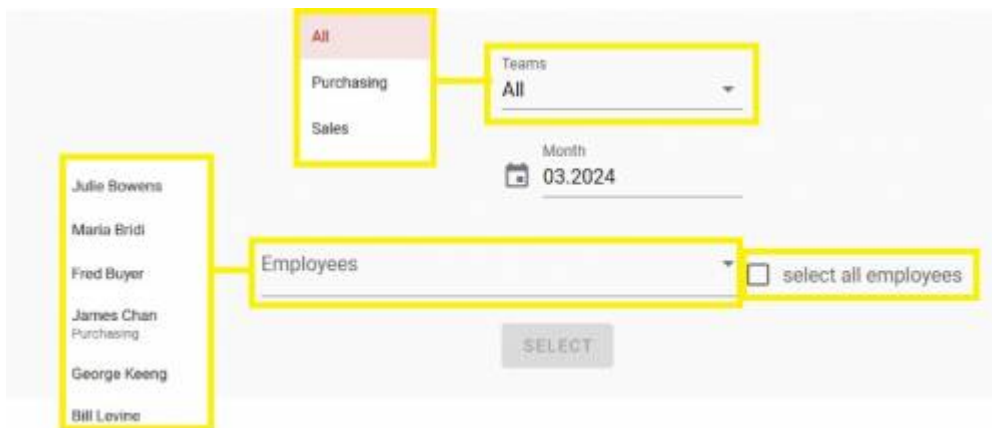 All
Purchasing
Sales
Teams
All
Month
03.2024
Julie Bowens
Maria Bridi
Fred Buyer
James Chan
Purchasing
George Keeng
Bill Levine
Employees
select all employees
SELECT